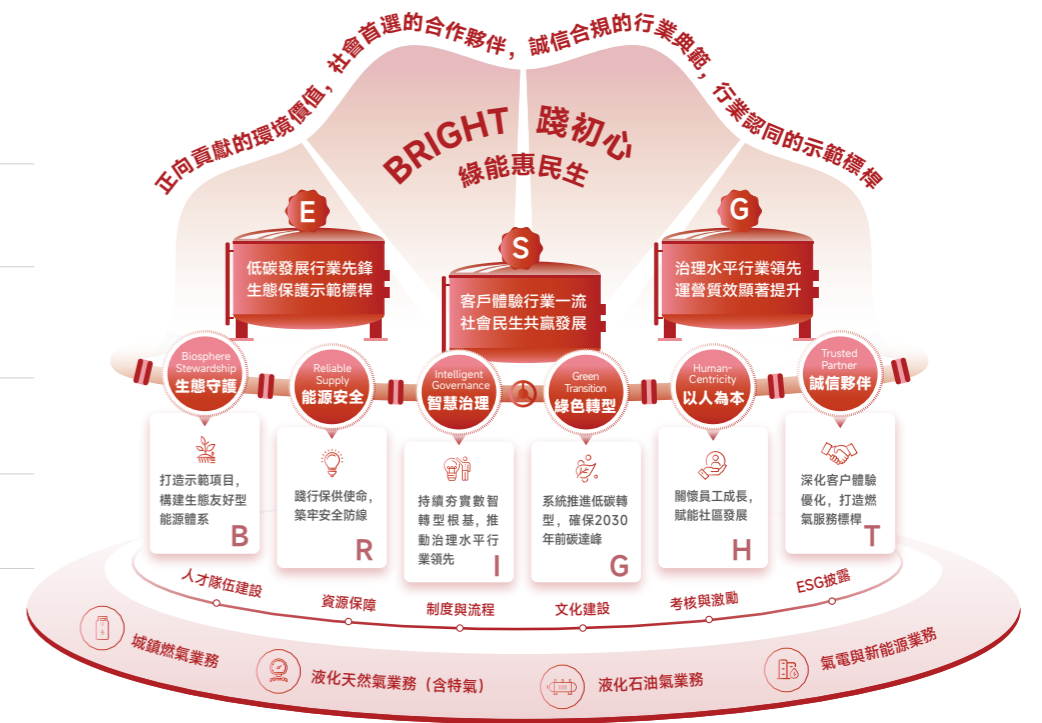 正向貢獻的環境價值，社會首選的合作夥伴，誠信合規的行業典範，行業認同的示範標桿
BRIGHT 踐初心
綠能惠民生
E
低碳發展行業先鋒
生態保護示範標桿
S
客戶體驗行業一流
社會民生共贏發展
G
治理水平行業領先
運營質效顯著提升
Biosphere
Stewardship
生態守護
打造示範項目，
構建生態友好型
能源體系
B
Reliable
Supply
能源安全
踐行保供使命，
築牢安全防線
R
Intelligent
Governance
智慧治理
持續夯實數智
轉型根基，推
動治理水平行
業領先
I
Green
Transition
綠色轉型
系統推進低碳轉
型，確保2030
年前碳達峰
G
Human-
Centricity
以人為本
關懷員工成長，
賦能社區發展
H
Trusted
Partner
誠信夥伴
深化客户體驗
優化，打造燃
氣服務標桿
T
人才隊伍建設
資源保障
制度與流程
文化建設
考核與激勵
ESG披露
城鎮燃氣業務
液化天然氣業務（含特氣）
液化石油氣業務
氣電與新能源業務